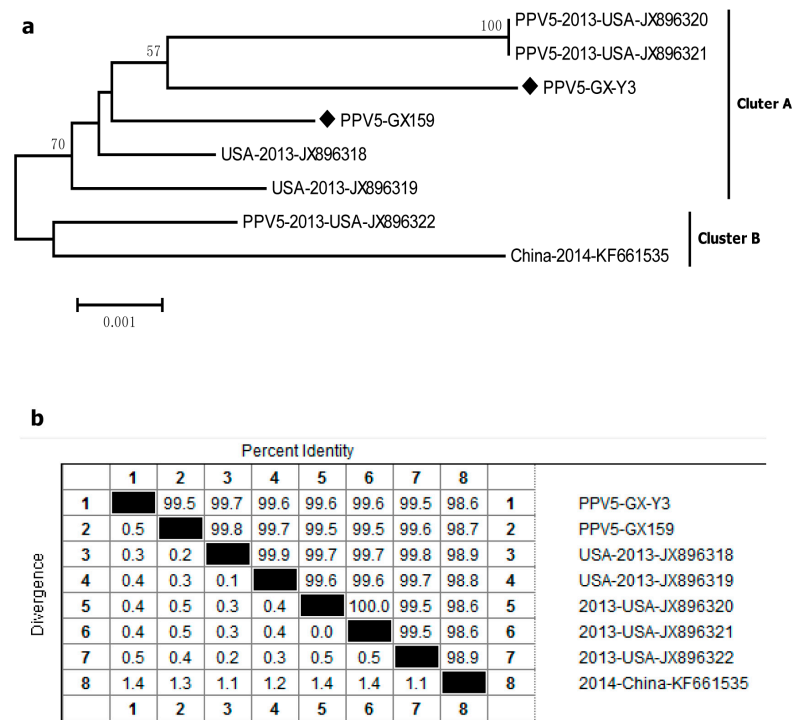 a
100
PPV5-2013-USA-JX896320
PPV5-2013-USA-JX896321
57
PPV5-GX-Y3
Cluter A
PPV5-GX159
70
USA-2013-JX896318
USA-2013-JX896319
PPV5-2013-USA-JX896322
Cluster B
China-2014-KF661535
0.001
b
Percent Identity
1 2 3 4 5 6 7 8
1 99.5 99.7 99.6 99.6 99.6 99.5 98.6 1 PPV5-GX-Y3
2 0.5 99.8 99.7 99.5 99.5 99.6 98.7 2 PPV5-GX159
3 0.3 0.2 99.9 99.7 99.7 99.8 98.9 3 USA-2013-JX896318
4 0.4 0.3 0.1 99.6 99.6 99.7 98.8 4 USA-2013-JX896319
5 0.4 0.5 0.3 0.4 100.0 99.5 98.6 5 2013-USA-JX896320
6 0.4 0.5 0.3 0.4 0.0 99.5 98.6 6 2013-USA-JX896321
7 0.5 0.4 0.2 0.3 0.5 0.5 98.9 7 2013-USA-JX896322
8 1.4 1.3 1.1 1.2 1.4 1.4 1.1 8 2014-China-KF661535
1 2 3 4 5 6 7 8
Divergence